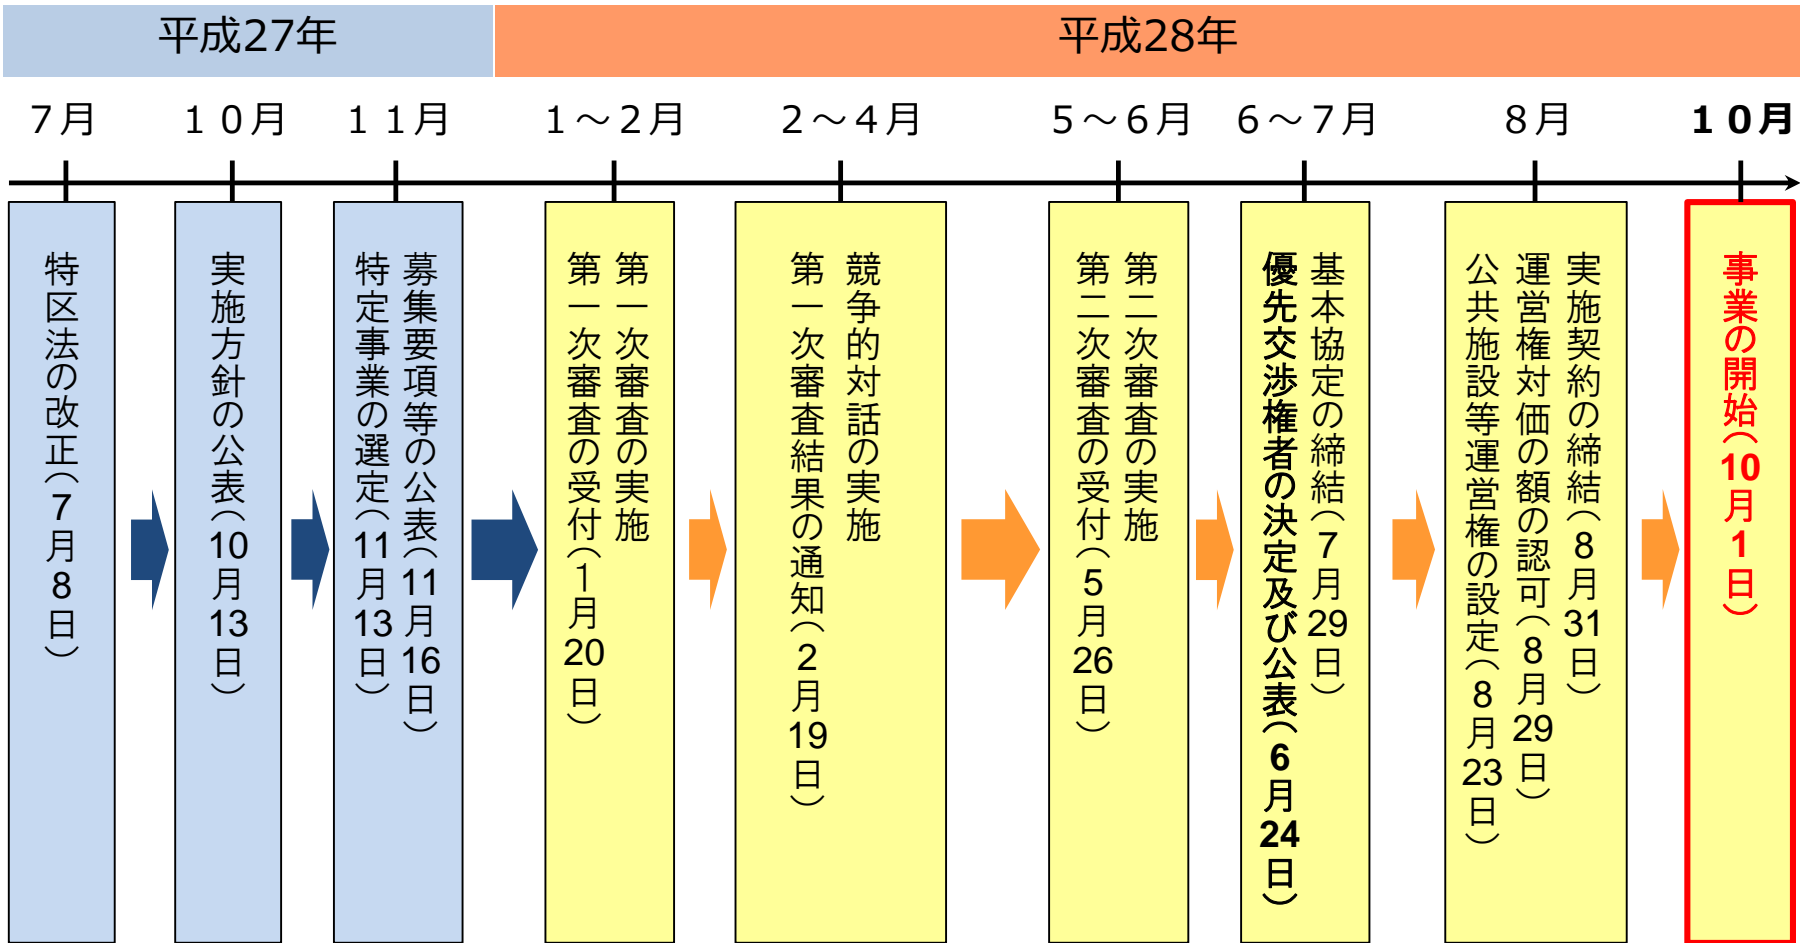 平成27年
平成28年
7月
10月
11月
1～2月
2～4月
5～6月
6～7月
8月
10月
特区法の改正（7月8日）
実施方針の公表（10月13日）
募集要項等の公表（11月16日）
特定事業の選定（11月13日）
第一次審査の実施
第一次審査の受付（1月20日）
競争的対話の実施
第一次審査結果の通知（2月19日）
第二次審査の実施
第二次審査の受付（5月26日）
基本協定の締結（7月29日）
優先交渉権者の決定及び公表（6月24日）
実施契約の締結（8月31日）
運営権対価の額の認可（8月29日）
公共施設等運営権の設定（8月23日）
事業の開始（10月1日）